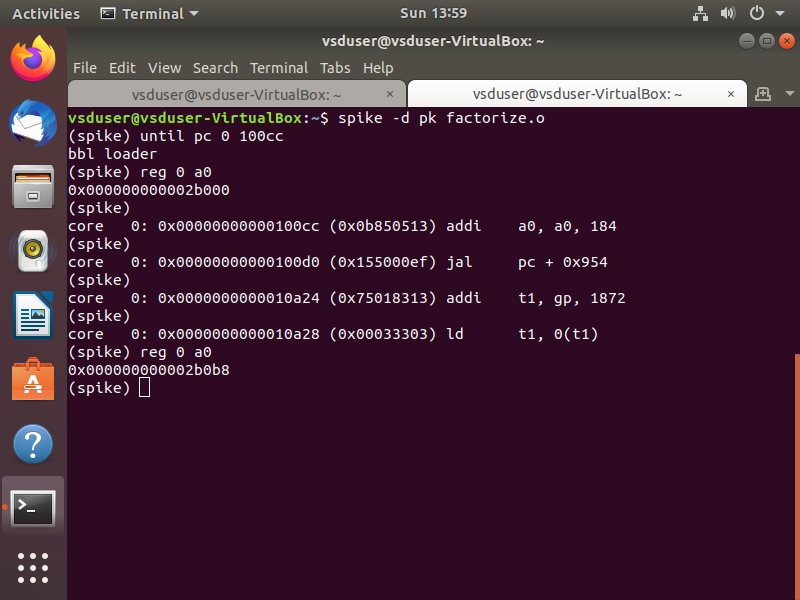 Activities Terminal Sun 13:59
vsduser@vsduser-VirtualBox: ~
File Edit View Search Terminal Tabs Help
vsduser@vsduser-VirtualBox: ~ × vsduser@vsduser-VirtualBox: ~ ×
vsduser@vsduser-VirtualBox:~$ spike -d pk factorize.o
(spike) until pc 0 100cc
bbl loader
(spike) reg 0 a0
0x000000000002b000
(spike)
core   0: 0x00000000000100cc (0x0b850513) addi    a0, a0, 184
(spike)
core   0: 0x00000000000100d0 (0x155000ef) jal     pc + 0x954
(spike)
core   0: 0x0000000000010a24 (0x75018313) addi    t1, gp, 1872
(spike)
core   0: 0x0000000000010a28 (0x00033303) ld      t1, 0(t1)
(spike) reg 0 a0
0x000000000002b0b8
(spike)